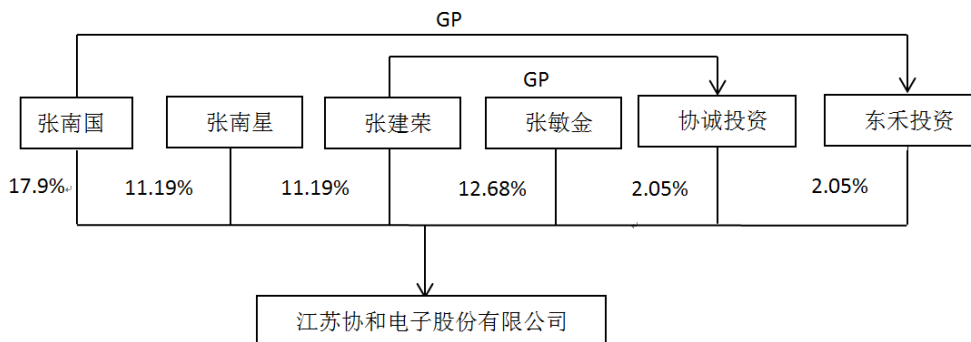 GP
GP
张南国
张南星
张建荣
张敏金
协诚投资
东禾投资
17.9%
11.19%
11.19%
12.68%
2.05%
2.05%
江苏协和电子股份有限公司